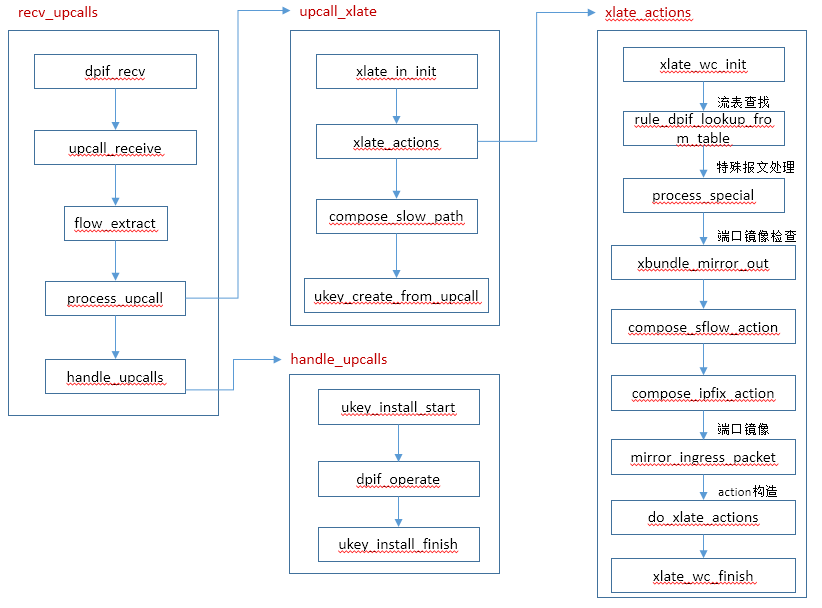 recv_upcalls
dpif_recv
upcall_receive
flow_extract
process_upcall
handle_upcalls
upcall_xlate
xlate_in_init
xlate_actions
compose_slow_path
ukey_create_from_upcall
handle_upcalls
ukey_install_start
dpif_operate
ukey_install_finish
xlate_actions
xlate_wc_init
流表查找
rule_dpif_lookup_fro
m_table
特殊报文处理
process_special
端口镜像检查
xbundle_mirror_out
compose_sflow_action
compose_ipfix_action
端口镜像
mirror_ingress_packet
action构造
do_xlate_actions
xlate_wc_finish